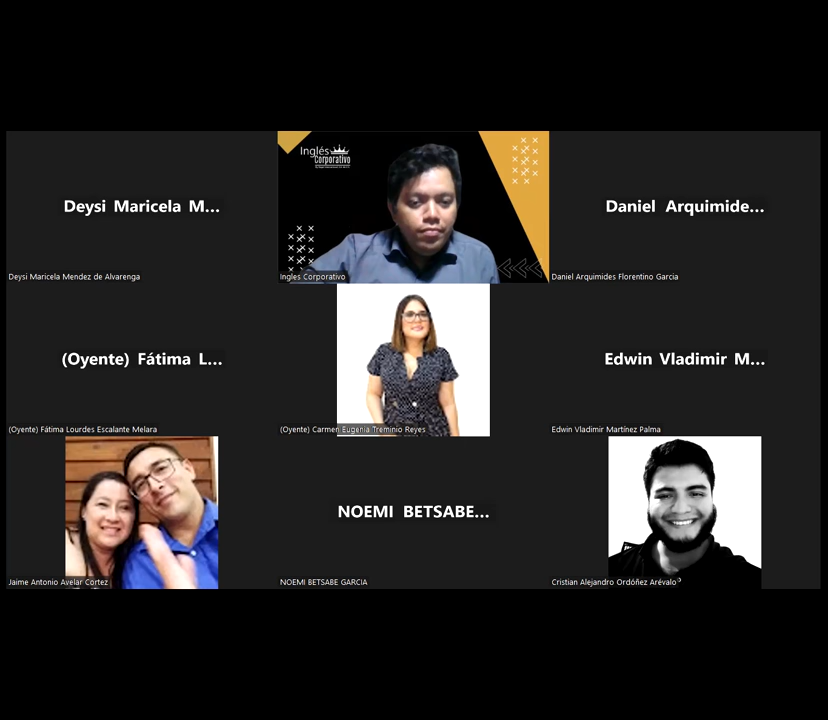 Deysi Maricela M...
Deysi Maricela Mendez de Alvarenga
Inglés
Corporativo
Ingles Corporativo
Daniel Arquimide...
Daniel Arquimides Florentino Garcia
(Oyente) Fátima L...
(Oyente) Fátima Lourdes Escalante Melara
(Oyente) Carmen Eugenia Treminio Reyes
Edwin Vladimir M...
Edwin Vladimir Martínez Palma
Jaime Antonio Avelar Cortez
NOEMI BETSABE...
NOEMI BETSABE GARCIA
Cristian Alejandro Ordóñez Arévalo